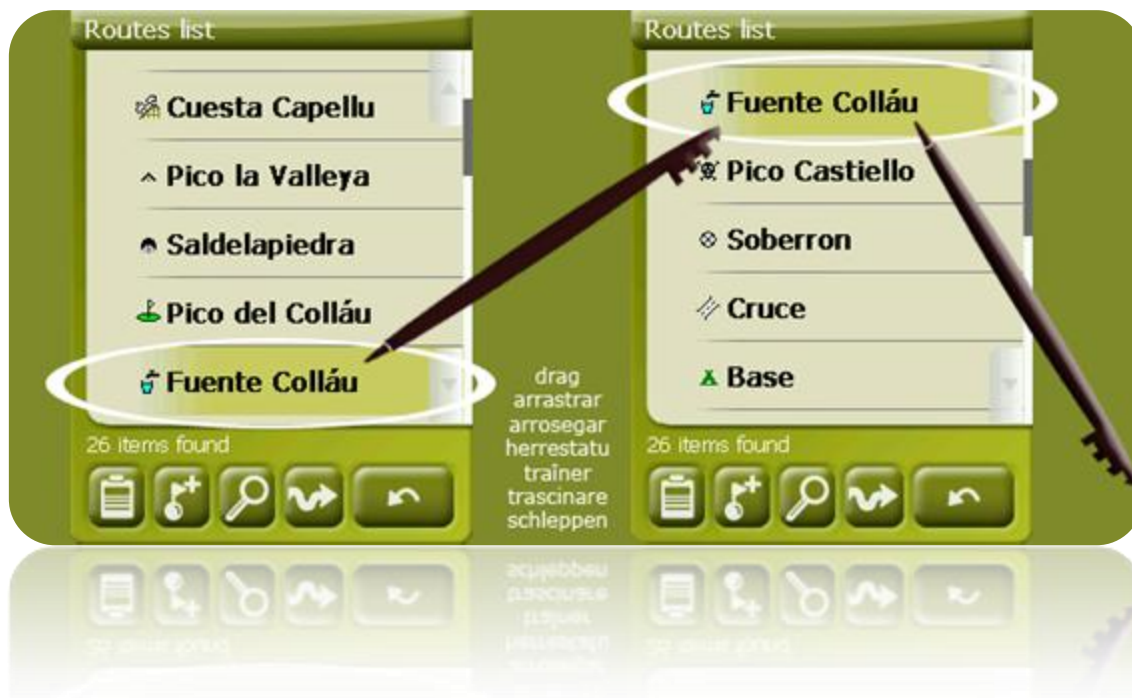 Routes list
Cuesta Capellu
Pico la Valleya
Saldelapiedra
Pico del Colláu
Fuente Colláu
26 items found
drag
arrastrar
arrosegar
herrestatu
traîner
trascinare
schleppen
Routes list
Fuente Colláu
Pico Castiello
Soberron
Cruce
Base
26 items found